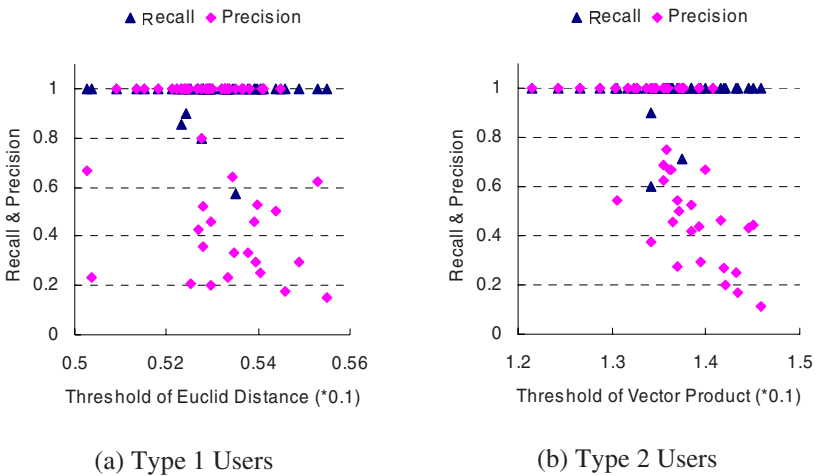 Recall Precision
Recall & Precision
1
0.8
0.6
0.4
0.2
0
0.5 0.52 0.54 0.56
Threshold of Euclid Distance (*0.1)
(a) Type 1 Users
Recall Precision
Recall & Precision
1
0.8
0.6
0.4
0.2
0
1.2 1.3 1.4 1.5
Threshold of Vector Product (*0.1)
(b) Type 2 Users